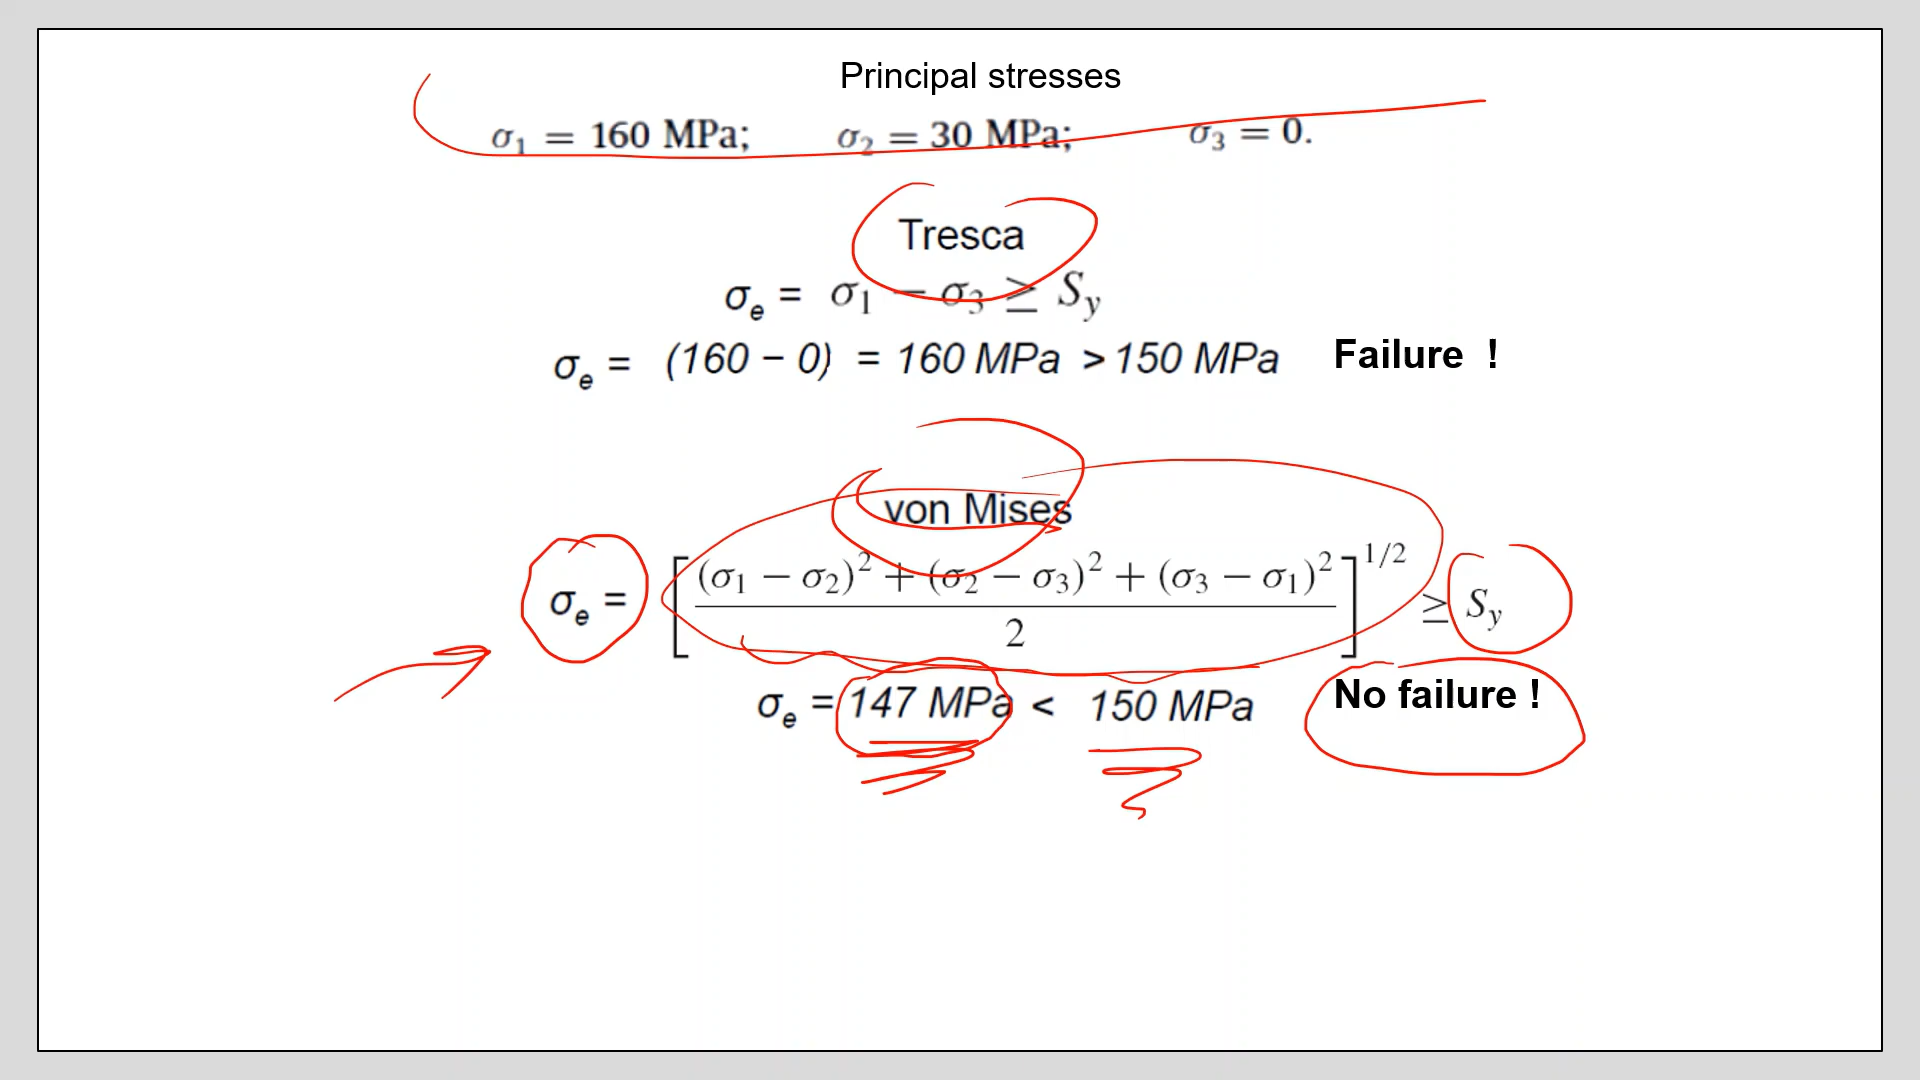 Principal stresses
σ₁ = 160 MPa; σ₂ = 30 MPa; σ₃ = 0.
Tresca
σₑ = σ₁ − σ₃ ≥ Sᵧ
σₑ = (160 − 0) = 160 MPa > 150 MPa Failure !
von Mises
σₑ = [((σ₁ − σ₂)² + (σ₂ − σ₃)² + (σ₃ − σ₁)²)/2]^1/2 ≥ Sᵧ
σₑ = 147 MPa < 150 MPa No failure !